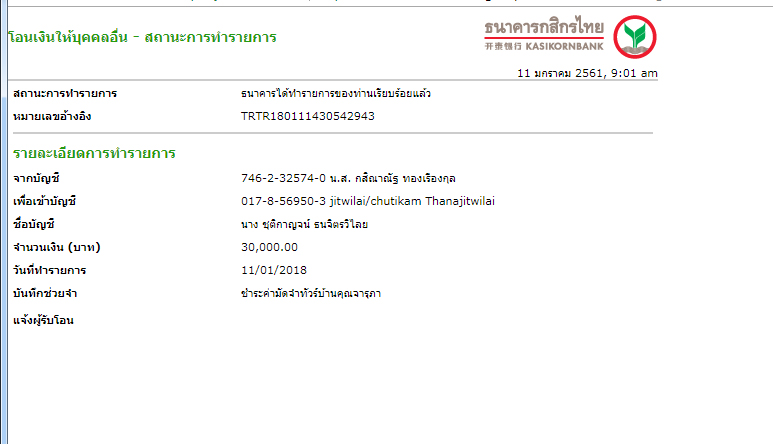 ธนาคารกสิกรไทย
开泰银行 KASIKORNBANK
โอนเงินให้บุคคลอื่น - สถานะการทำรายการ
11 มกราคม 2561, 9:01 am
สถานะการทำรายการ ธนาคารได้ทำรายการของท่านเรียบร้อยแล้ว
หมายเลขอ้างอิง TRTR180111430542943
รายละเอียดการทำรายการ
จากบัญชี 746-2-32574-0 น.ส. กสิณาณัฐ ทองเรืองกุล
เพื่อเข้าบัญชี 017-8-56950-3 jitwilai/chutikam Thanajitwilai
ชื่อบัญชี นาง ชุติกาญจน์ ธนจิตรวิไลย
จำนวนเงิน (บาท) 30,000.00
วันที่ทำรายการ 11/01/2018
บันทึกช่วยจำ ชำระค่ามัดจำทัวร์บ้านคุณจารุภา
แจ้งผู้รับโอน